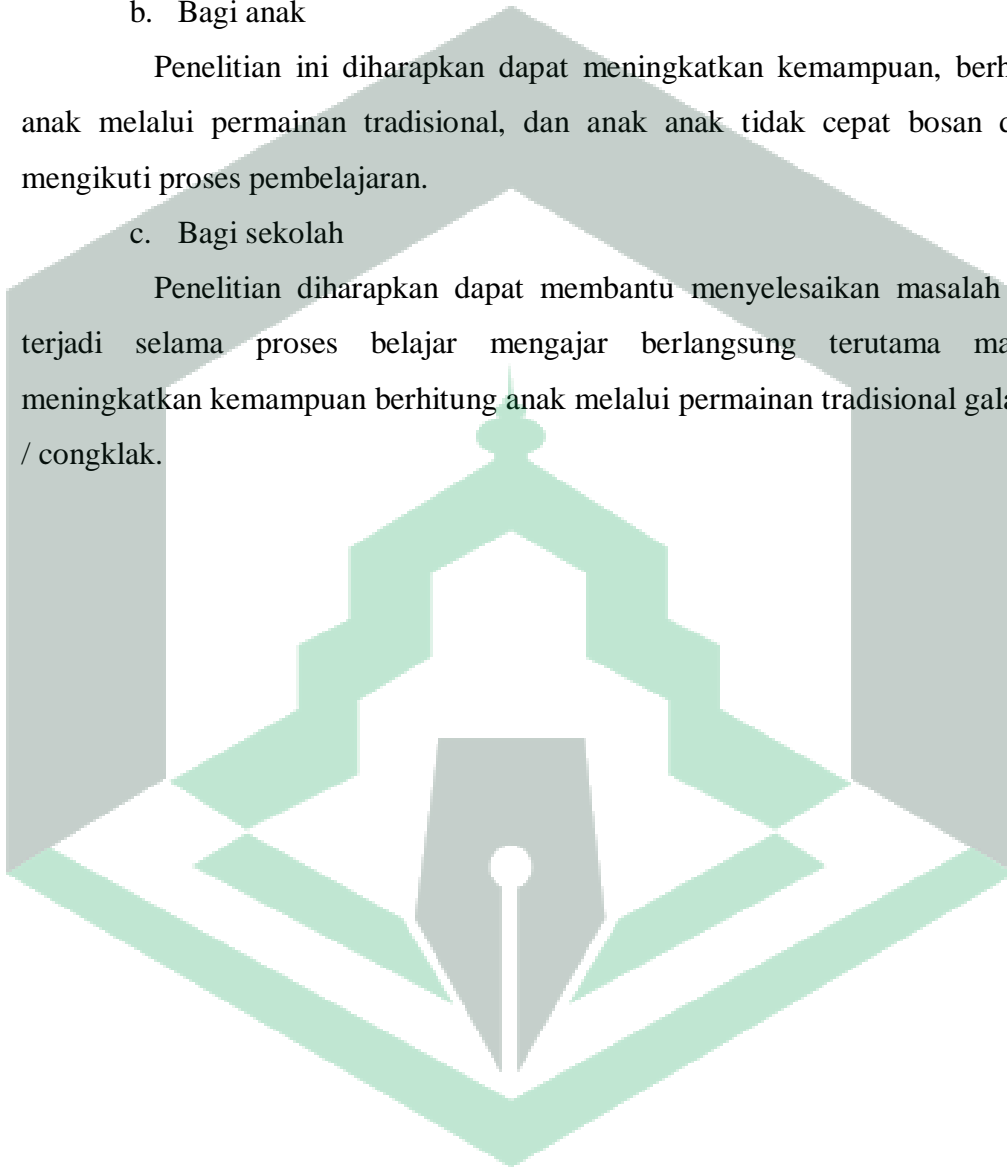 b. Bagi anak
Penelitian ini diharapkan dapat meningkatkan kemampuan,
anak melalui permainan tradisional, dan anak anak tidak cepat bosan
mengikuti proses pembelajaran.
c. Bagi sekolah
Penelitian diharapkan dapat membantu menyelesaikan masalah
terjadi selama proses belajar mengajar berlangsung terutama
meningkatkan kemampuan berhitung anak melalui permainan tradisional
/ congklak.